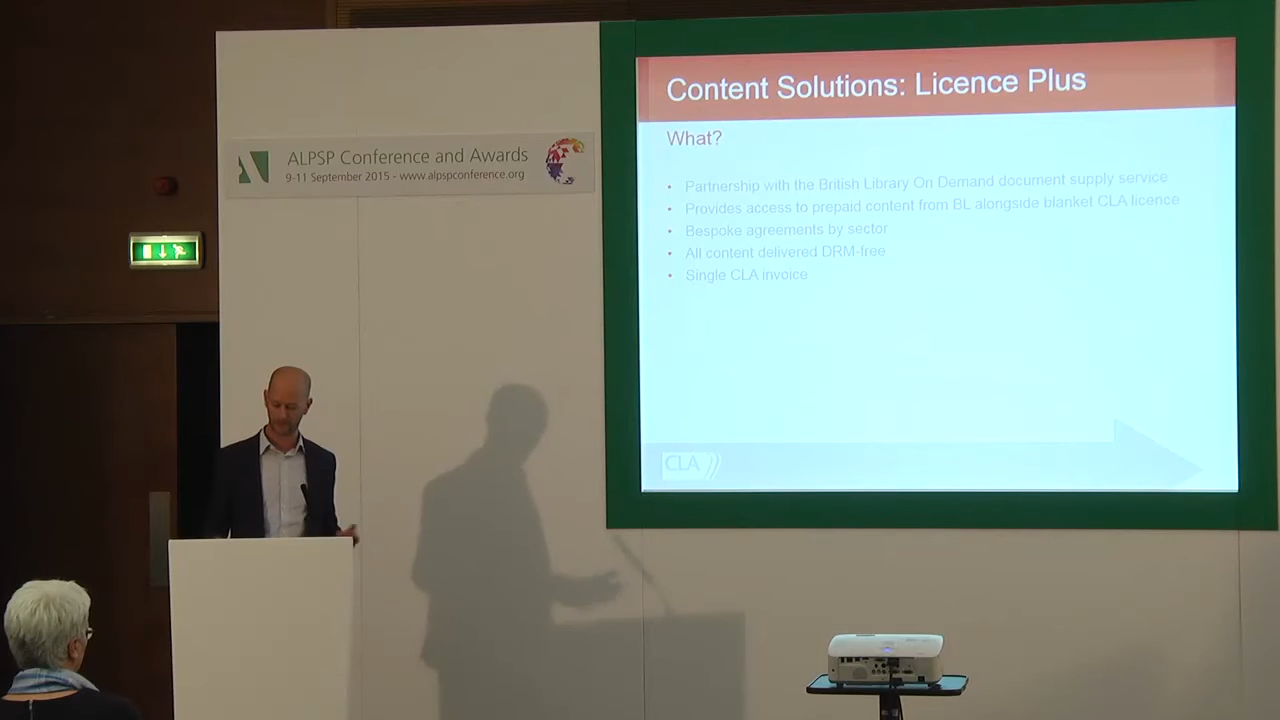 ALPSP Conference and Awards
9-11 September 2015 - www.alpspconference.org
Content Solutions: Licence Plus
What?
• Partnership with the British Library On Demand document supply service
• Provides access to prepaid content from BL alongside blanket CLA licence
• Bespoke agreements by sector
• All content delivered DRM-free
• Single CLA invoice
CLA